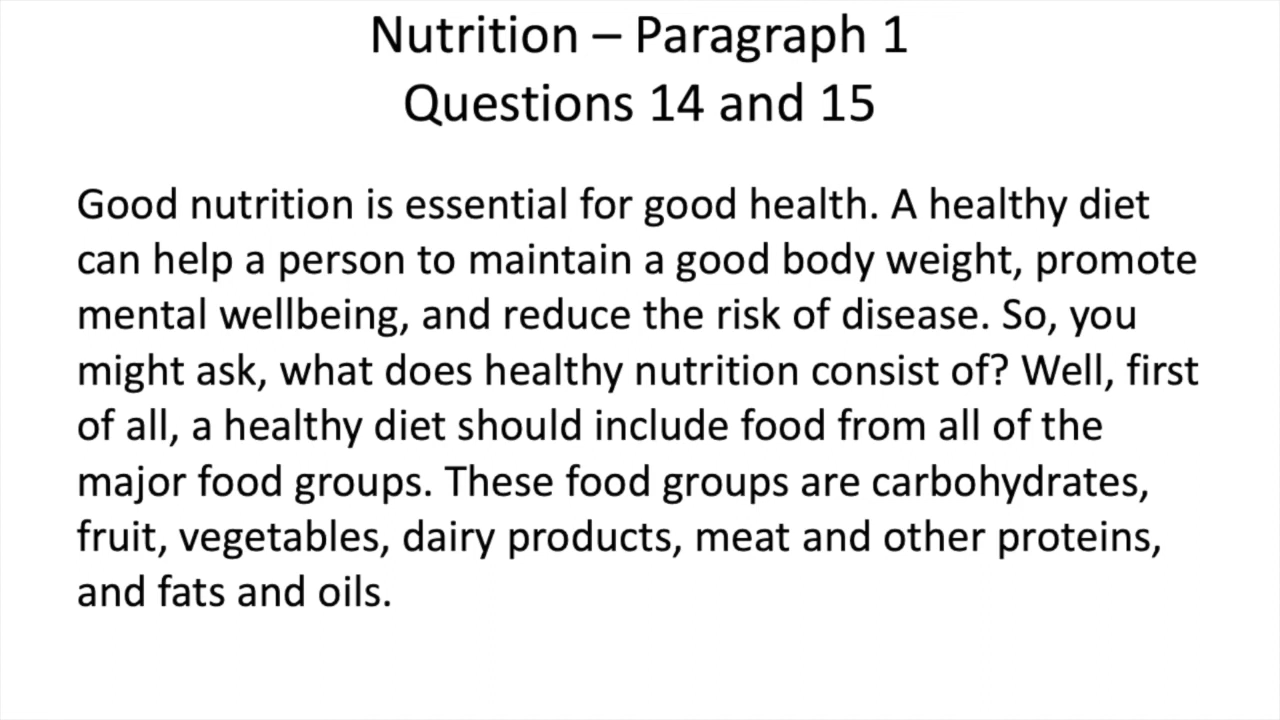 Nutrition – Paragraph 1
Questions 14 and 15
Good nutrition is essential for good health. A healthy diet
can help a person to maintain a good body weight, promote
mental wellbeing, and reduce the risk of disease. So, you
might ask, what does healthy nutrition consist of? Well, first
of all, a healthy diet should include food from all of the
major food groups. These food groups are carbohydrates,
fruit, vegetables, dairy products, meat and other proteins,
and fats and oils.